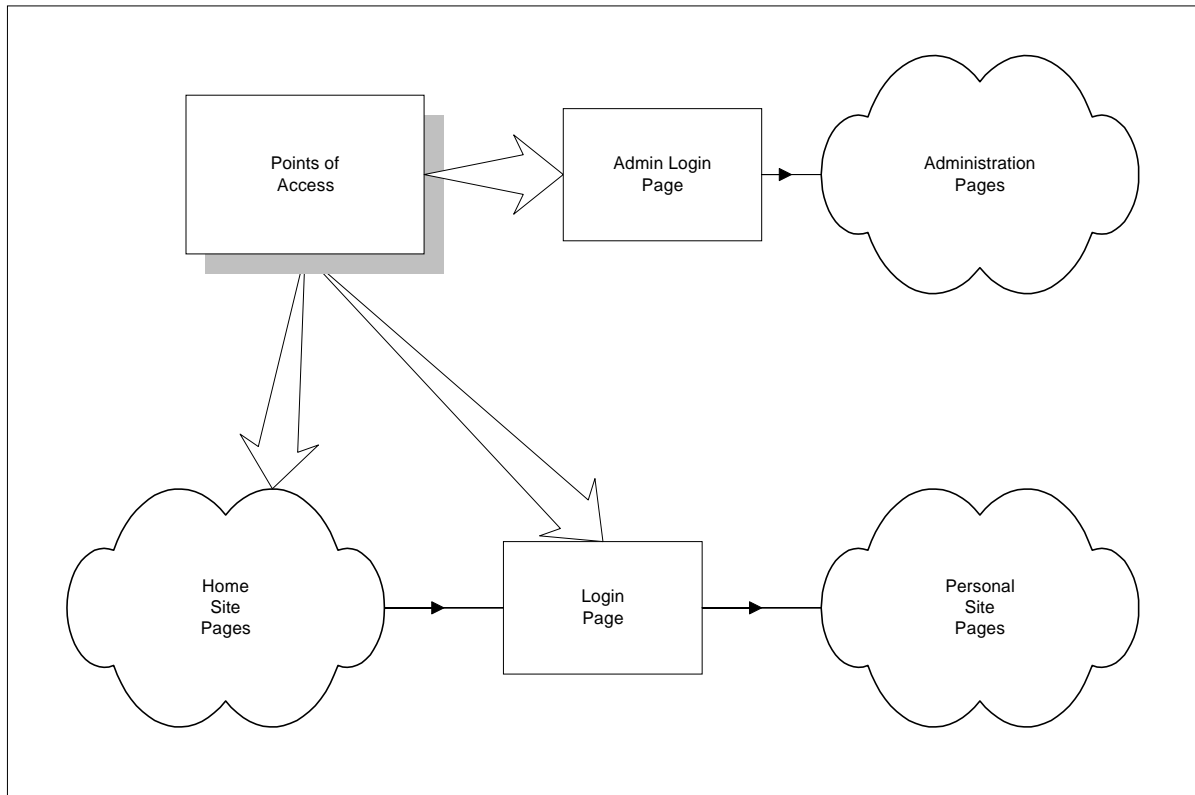 Points of
Access
Admin Login
Page
Administration
Pages
Home
Site
Pages
Login
Page
Personal
Site
Pages